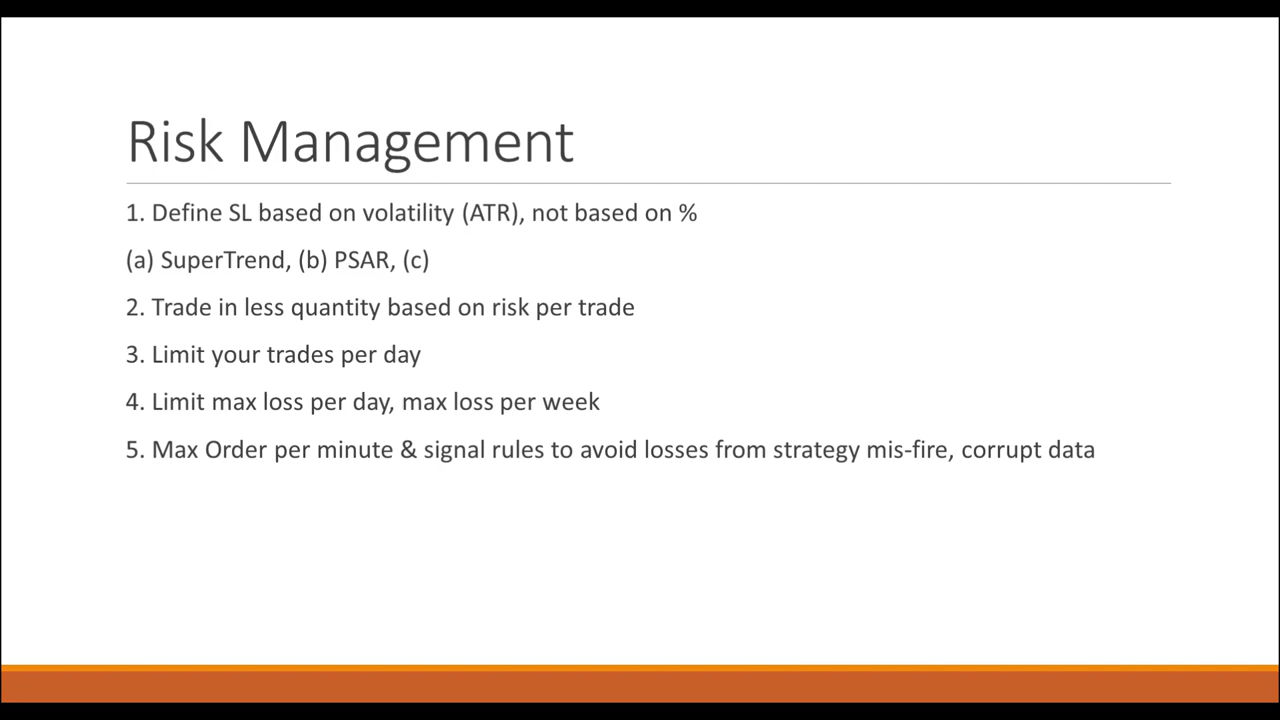 Risk Management
1. Define SL based on volatility (ATR), not based on %
(a) SuperTrend, (b) PSAR, (c)
2. Trade in less quantity based on risk per trade
3. Limit your trades per day
4. Limit max loss per day, max loss per week
5. Max Order per minute & signal rules to avoid losses from strategy mis-fire, corrupt data